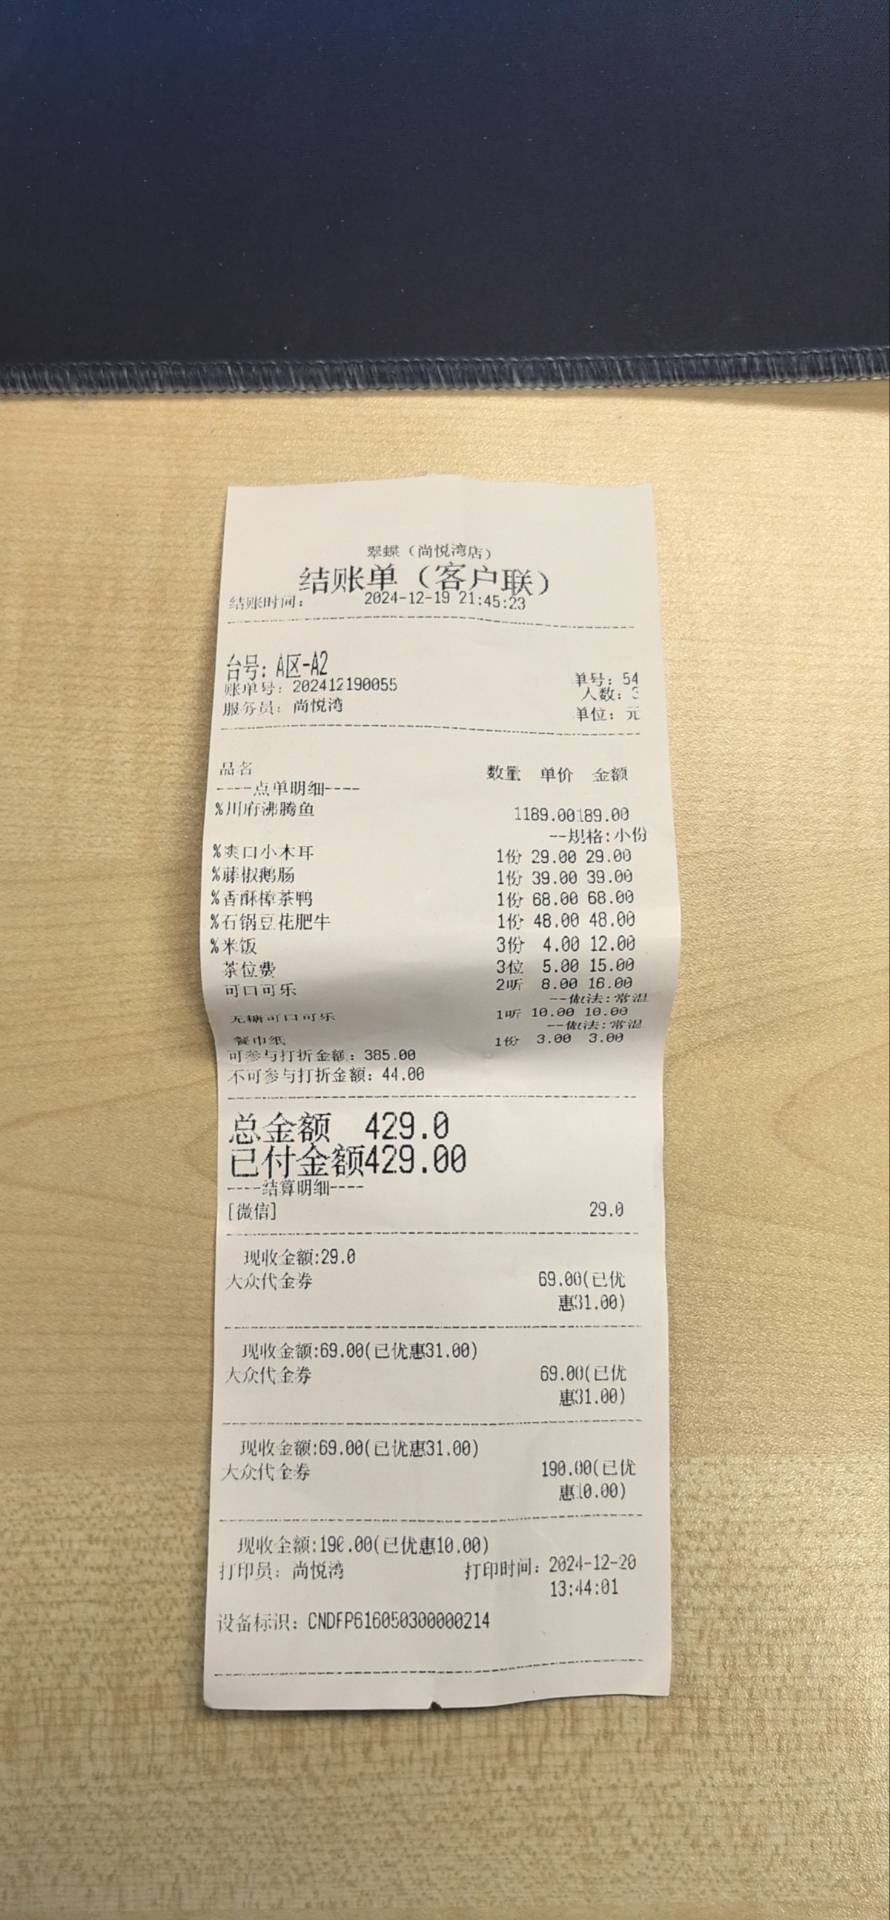 翠蝶（尚悦湾店）
结账单（客户联）
结账时间： 2024-12-19 21:45:23
台号：A区-A2
账单号：202412190055 单号：54
人数：3
服务员：尚悦湾 单位：元
品名 数量 单价 金额
----点单明细----
%川府沸腾鱼 1189.00189.00
--规格:小份
%爽口小木耳 1份 29.00 29.00
%藤椒鹅肠 1份 39.00 39.00
%香酥樟茶鸭 1份 68.00 68.00
%石锅豆花肥牛 1份 48.00 48.00
%米饭 3份 4.00 12.00
茶位费 3位 5.00 15.00
可口可乐 2听 8.00 16.00
--做法:常温
无糖可口可乐 1听 10.00 10.00
--做法:常温
餐巾纸 1份 3.00 3.00
可参与打折金额：385.00
不可参与打折金额：44.00
总金额 429.0
已付金额429.00
----结算明细----
[微信] 29.0
现收金额:29.0
大众代金券 69.00(已优
惠31.00)
现收金额:69.00(已优惠31.00)
大众代金券 69.00(已优
惠31.00)
现收金额:69.00(已优惠31.00)
大众代金券 190.00(已优
惠10.00)
现收金额:190.00(已优惠10.00)
打印员：尚悦湾 打印时间：2024-12-20
13:44:01
设备标识：CNDFP616050300000214